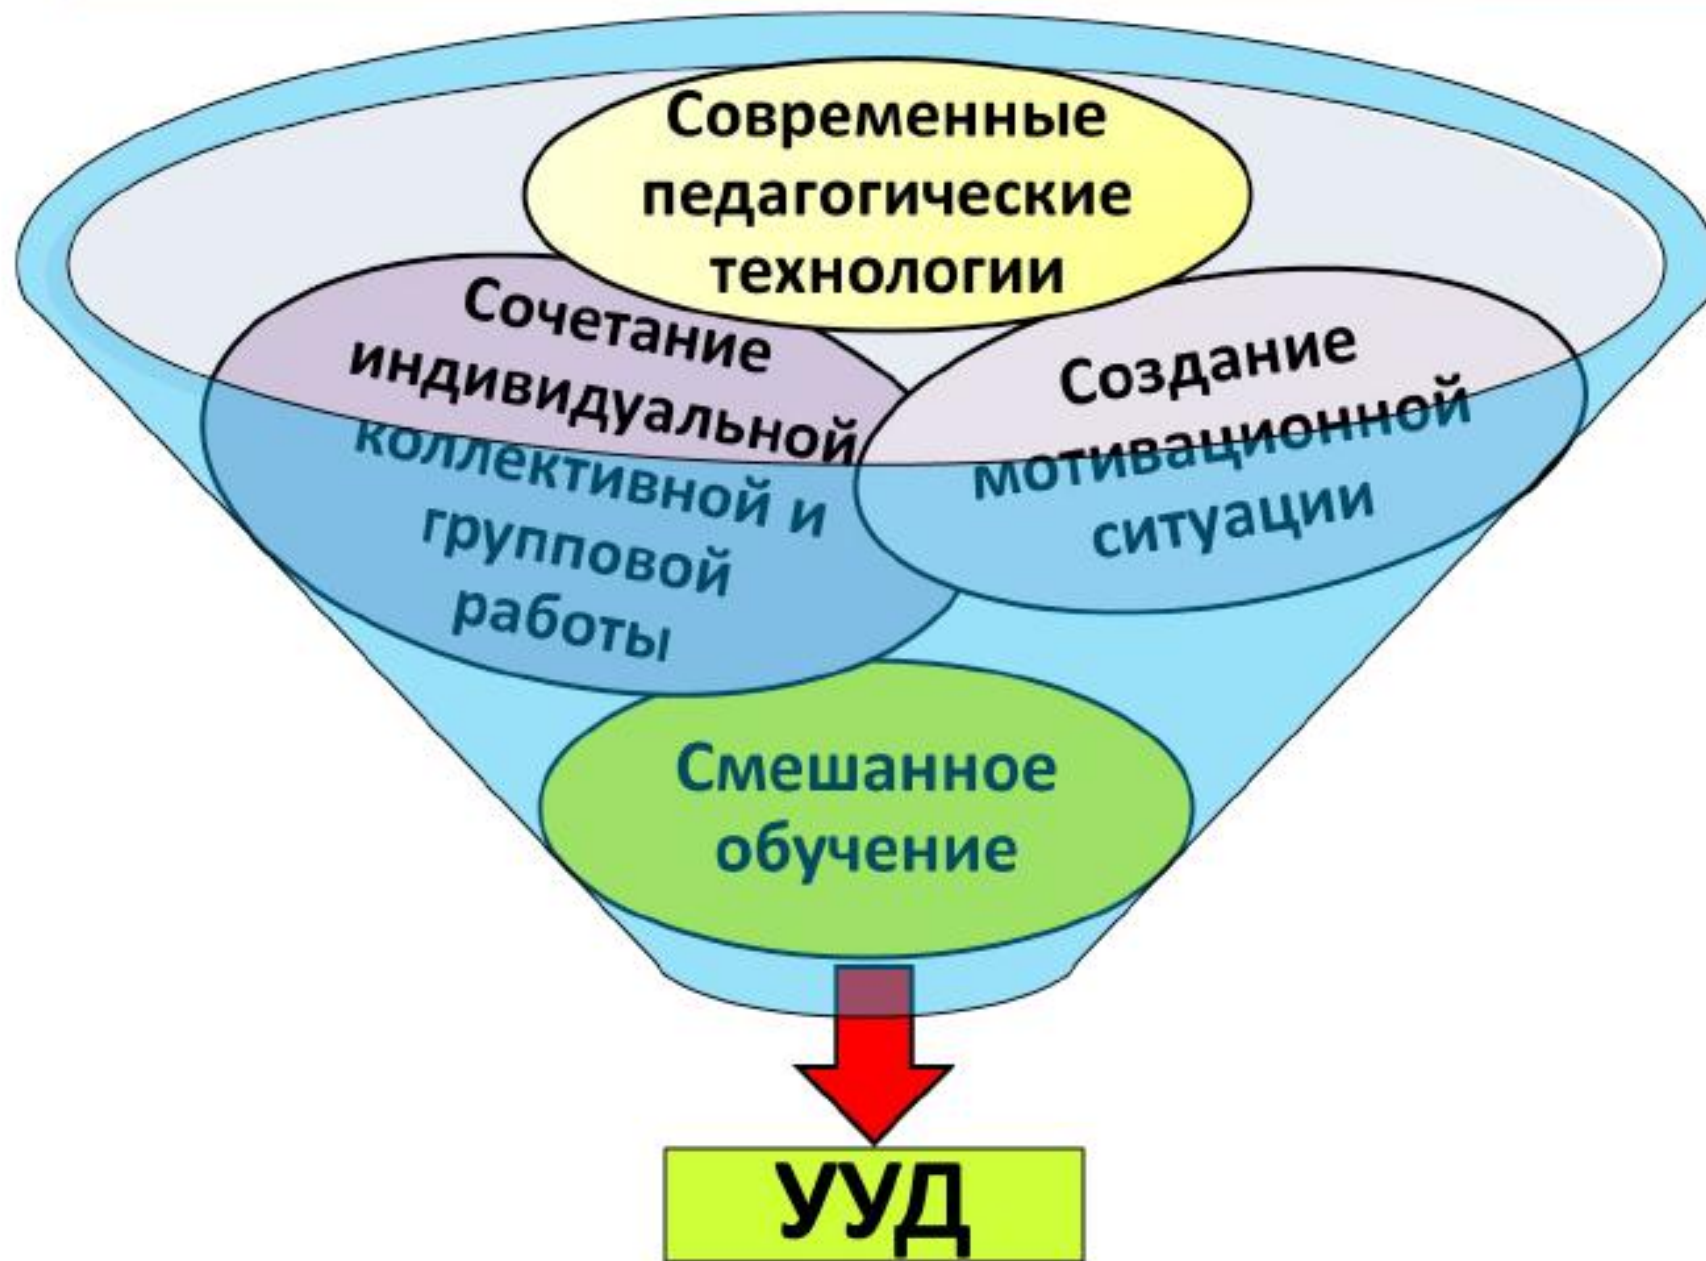 Современные
педагогические
технологии
Сочетание
индивидуальной
коллективной и
групповой
работы
Создание
мотивационной
ситуации
Смешанное
обучение
УУД